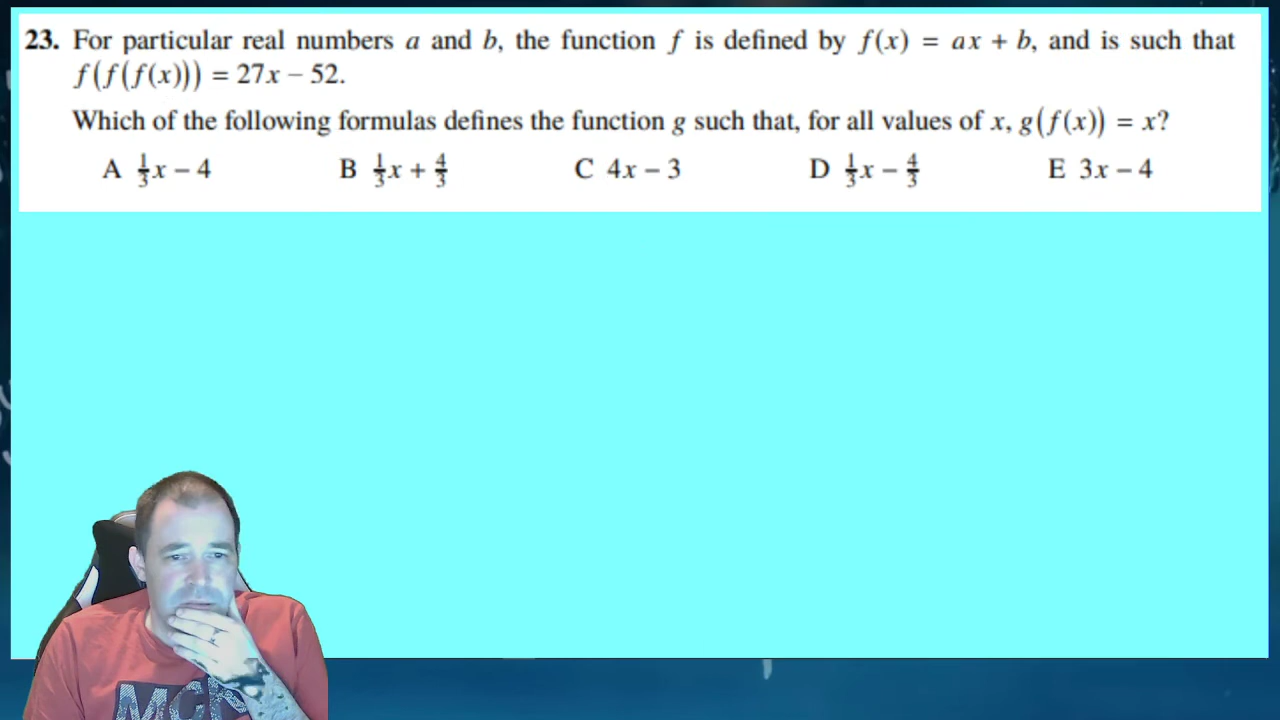 23. For particular real numbers a and b, the function f is defined by f(x) = ax + b, and is such that
f(f(f(x))) = 27x – 52.
Which of the following formulas defines the function g such that, for all values of x, g(f(x)) = x?
A 1/3x – 4 B 1/3x + 4/3 C 4x – 3 D 1/3x – 4/3 E 3x – 4